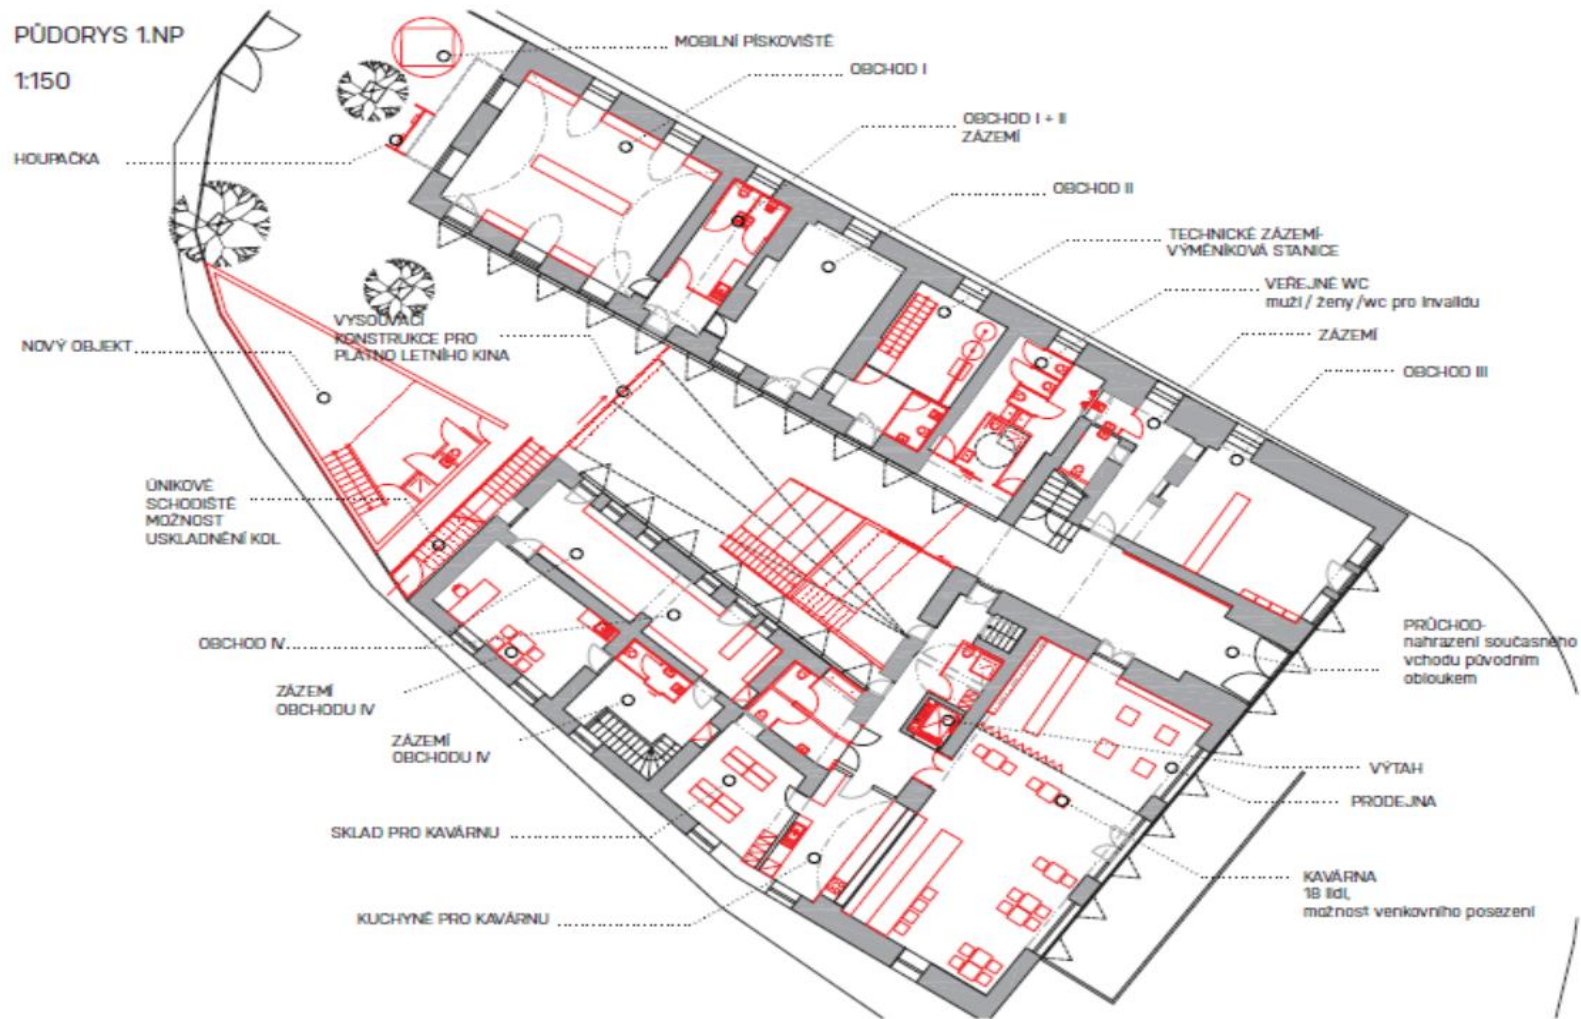 PŮDORYS 1.NP
1:150
MOBILNÍ PÍSKOVIŠTĚ
OBCHOD I
OBCHOD I + II
ZÁZEMÍ
HOUPAČKA
OBCHOD II
TECHNICKÉ ZÁZEMÍ-
VÝMĚNÍKOVÁ STANICE
VEŘEJNÉ WC
muži / ženy /wc pro invalidu
VYSOUVACÍ
KONSTRUKCE PRO
PLÁTNO LETNÍHO KINA
ZÁZEMÍ
NOVÝ OBJEKT
OBCHOD III
ÚNIKOVÉ
SCHODIŠTĚ
MOŽNOST
USKLADNĚNÍ KOL
OBCHOD IV
PRŮCHOD-
nahrazení současného
vchodu původním
obloukem
ZÁZEMÍ
OBCHODU IV
ZÁZEMÍ
OBCHODU IV
VÝTAH
PRODEJNA
SKLAD PRO KAVÁRNU
KAVÁRNA
18 lidí,
možnost venkovního posezení
KUCHYNĚ PRO KAVÁRNU